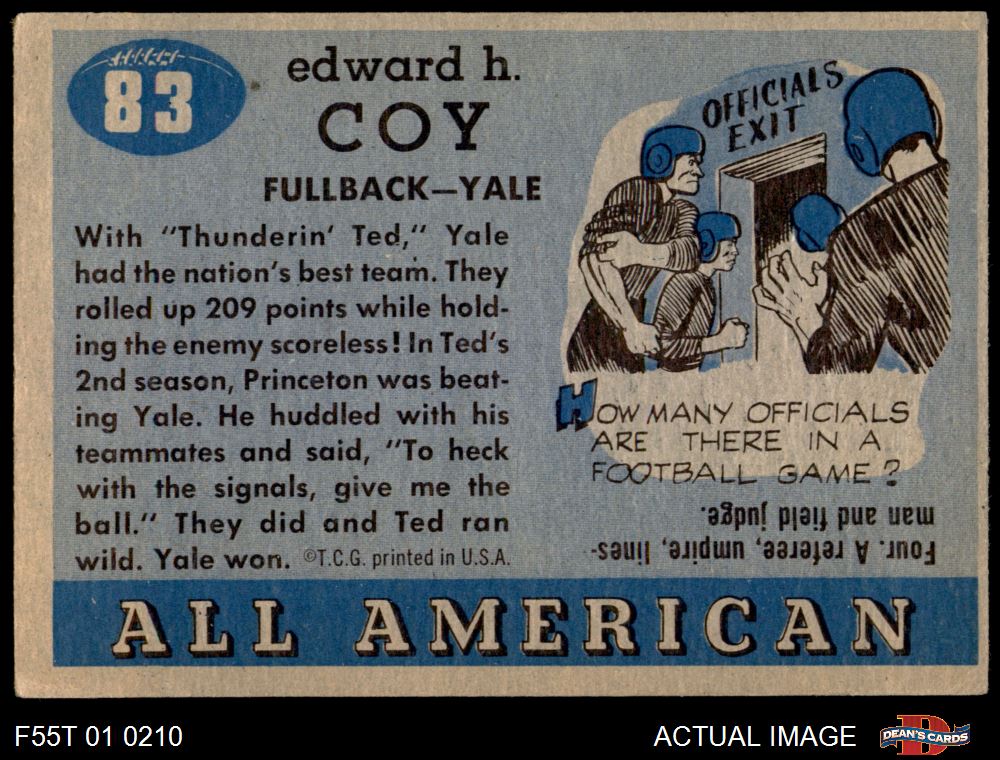 83
edward h.
COY
FULLBACK—YALE
With "Thunderin' Ted," Yale
had the nation's best team. They
rolled up 209 points while hold-
ing the enemy scoreless! In Ted's
2nd season, Princeton was beat-
ing Yale. He huddled with his
teammates and said, "To heck
with the signals, give me the
ball." They did and Ted ran
wild. Yale won. ©T.C.G. printed in U.S.A.
OFFICIALS
EXIT
HOW MANY OFFICIALS
ARE THERE IN A
FOOTBALL GAME?
Four. A referee, umpire, lines-
man and field judge.
ALL AMERICAN
F55T 01 0210
ACTUAL IMAGE
D
DEAN'S CARDS